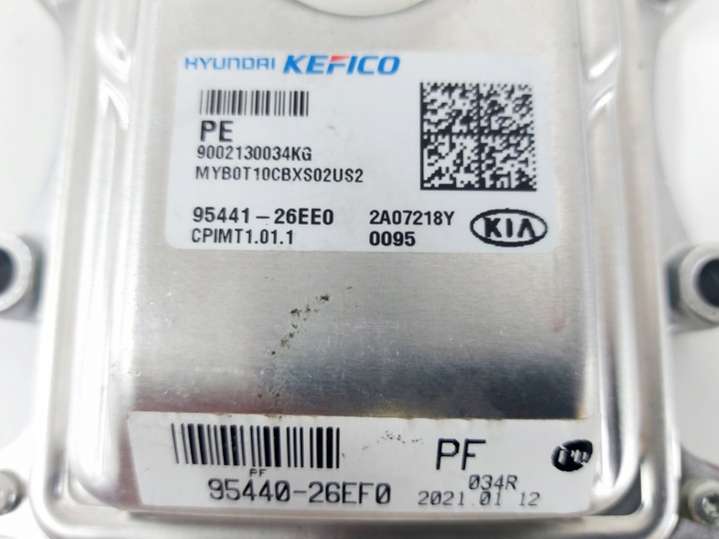 HYUNDAI KEFICO
PE
9002130034KG
MYB0T10CBXS02US2
95441-26EE0 2A07218Y
CPIMT1.01.1 0095
KIA
PF
PF
034R
95440-26EF0 2021.01 12